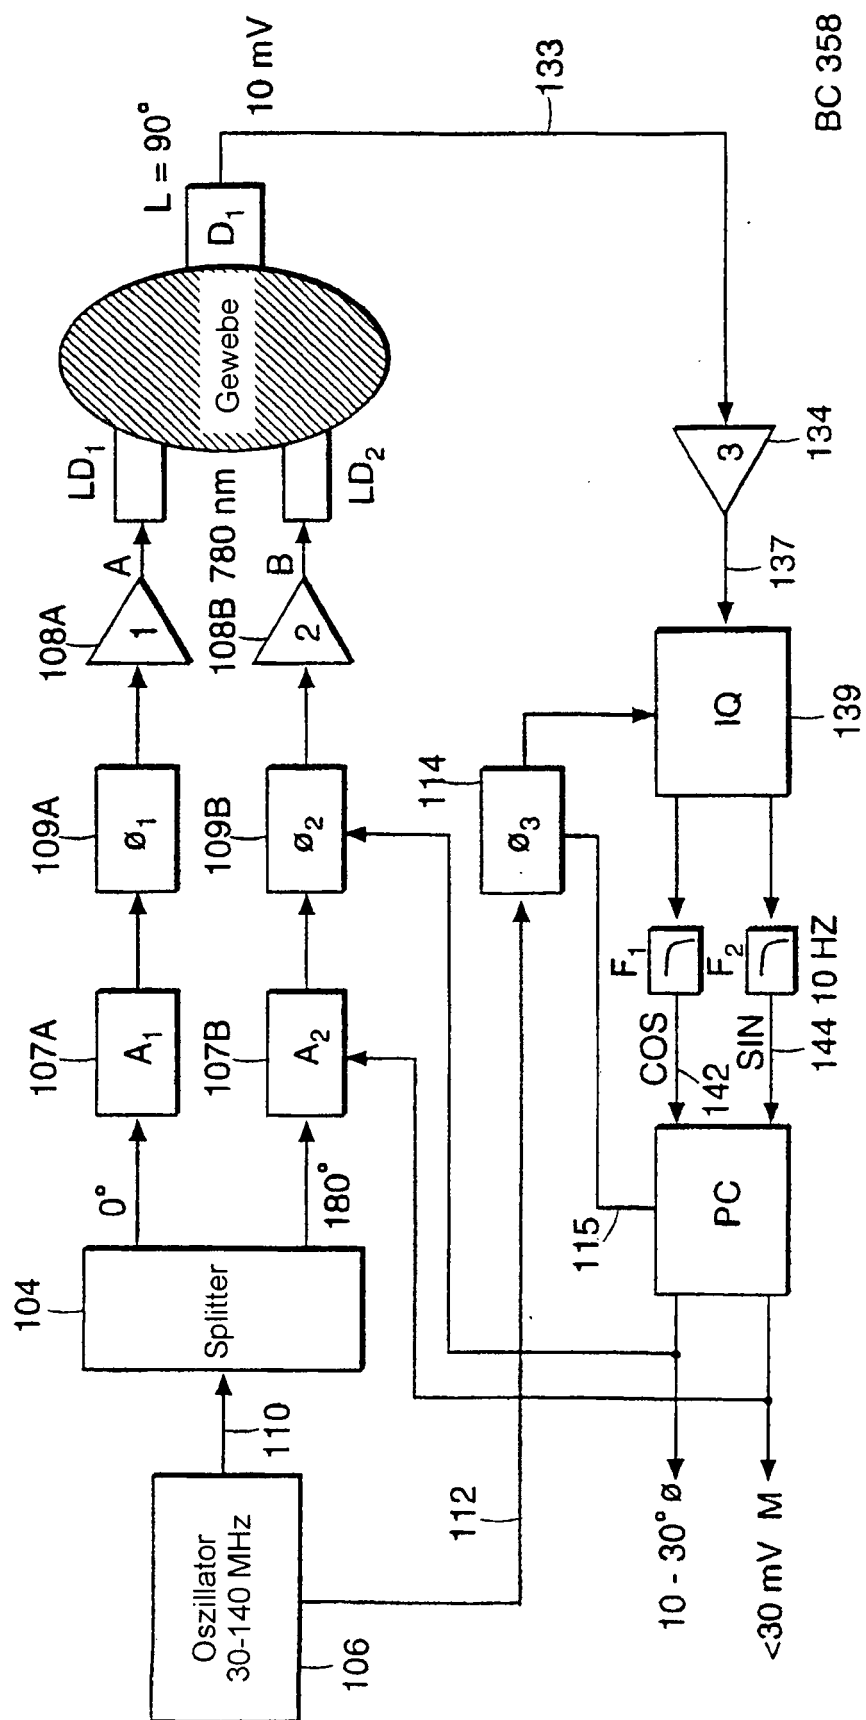 Oszillator
30-140 MHz
106
110
Splitter
104
0°
180°
107A
A₁
107B
A₂
109A
ø₁
109B
ø₂
108A
1
A
108B 780 nm
2
B
LD₁
LD₂
Gewebe
D₁
L = 90°
10 mV
133
112
114
ø₃
115
3
134
137
IQ
139
F₁
F₂
COS
142
SIN
144 10 HZ
PC
10 - 30° ø
<30 mV M
BC 358